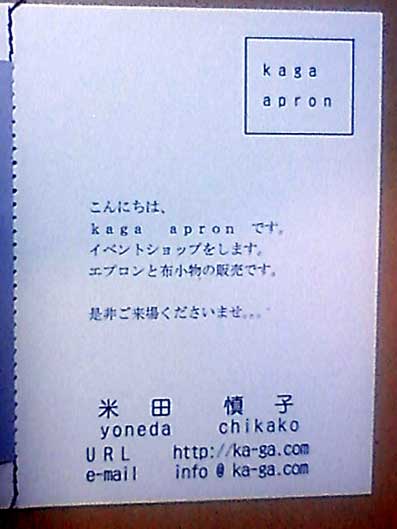 kaga
apron
こんにちは、
kaga apron です。
イベントショップをします。
エプロンと布小物の販売です。
是非ご来場くださいませ。。。
米田 慎子
yoneda chikako
URL http://ka-ga.com
e-mail info@ka-ga.com